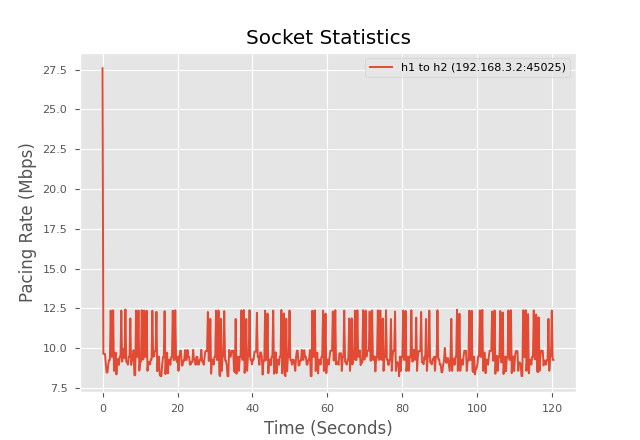 Socket Statistics
h1 to h2 (192.168.3.2:45025)
27.5
25.0
22.5
20.0
17.5
15.0
12.5
10.0
7.5
Pacing Rate (Mbps)
0 20 40 60 80 100 120
Time (Seconds)